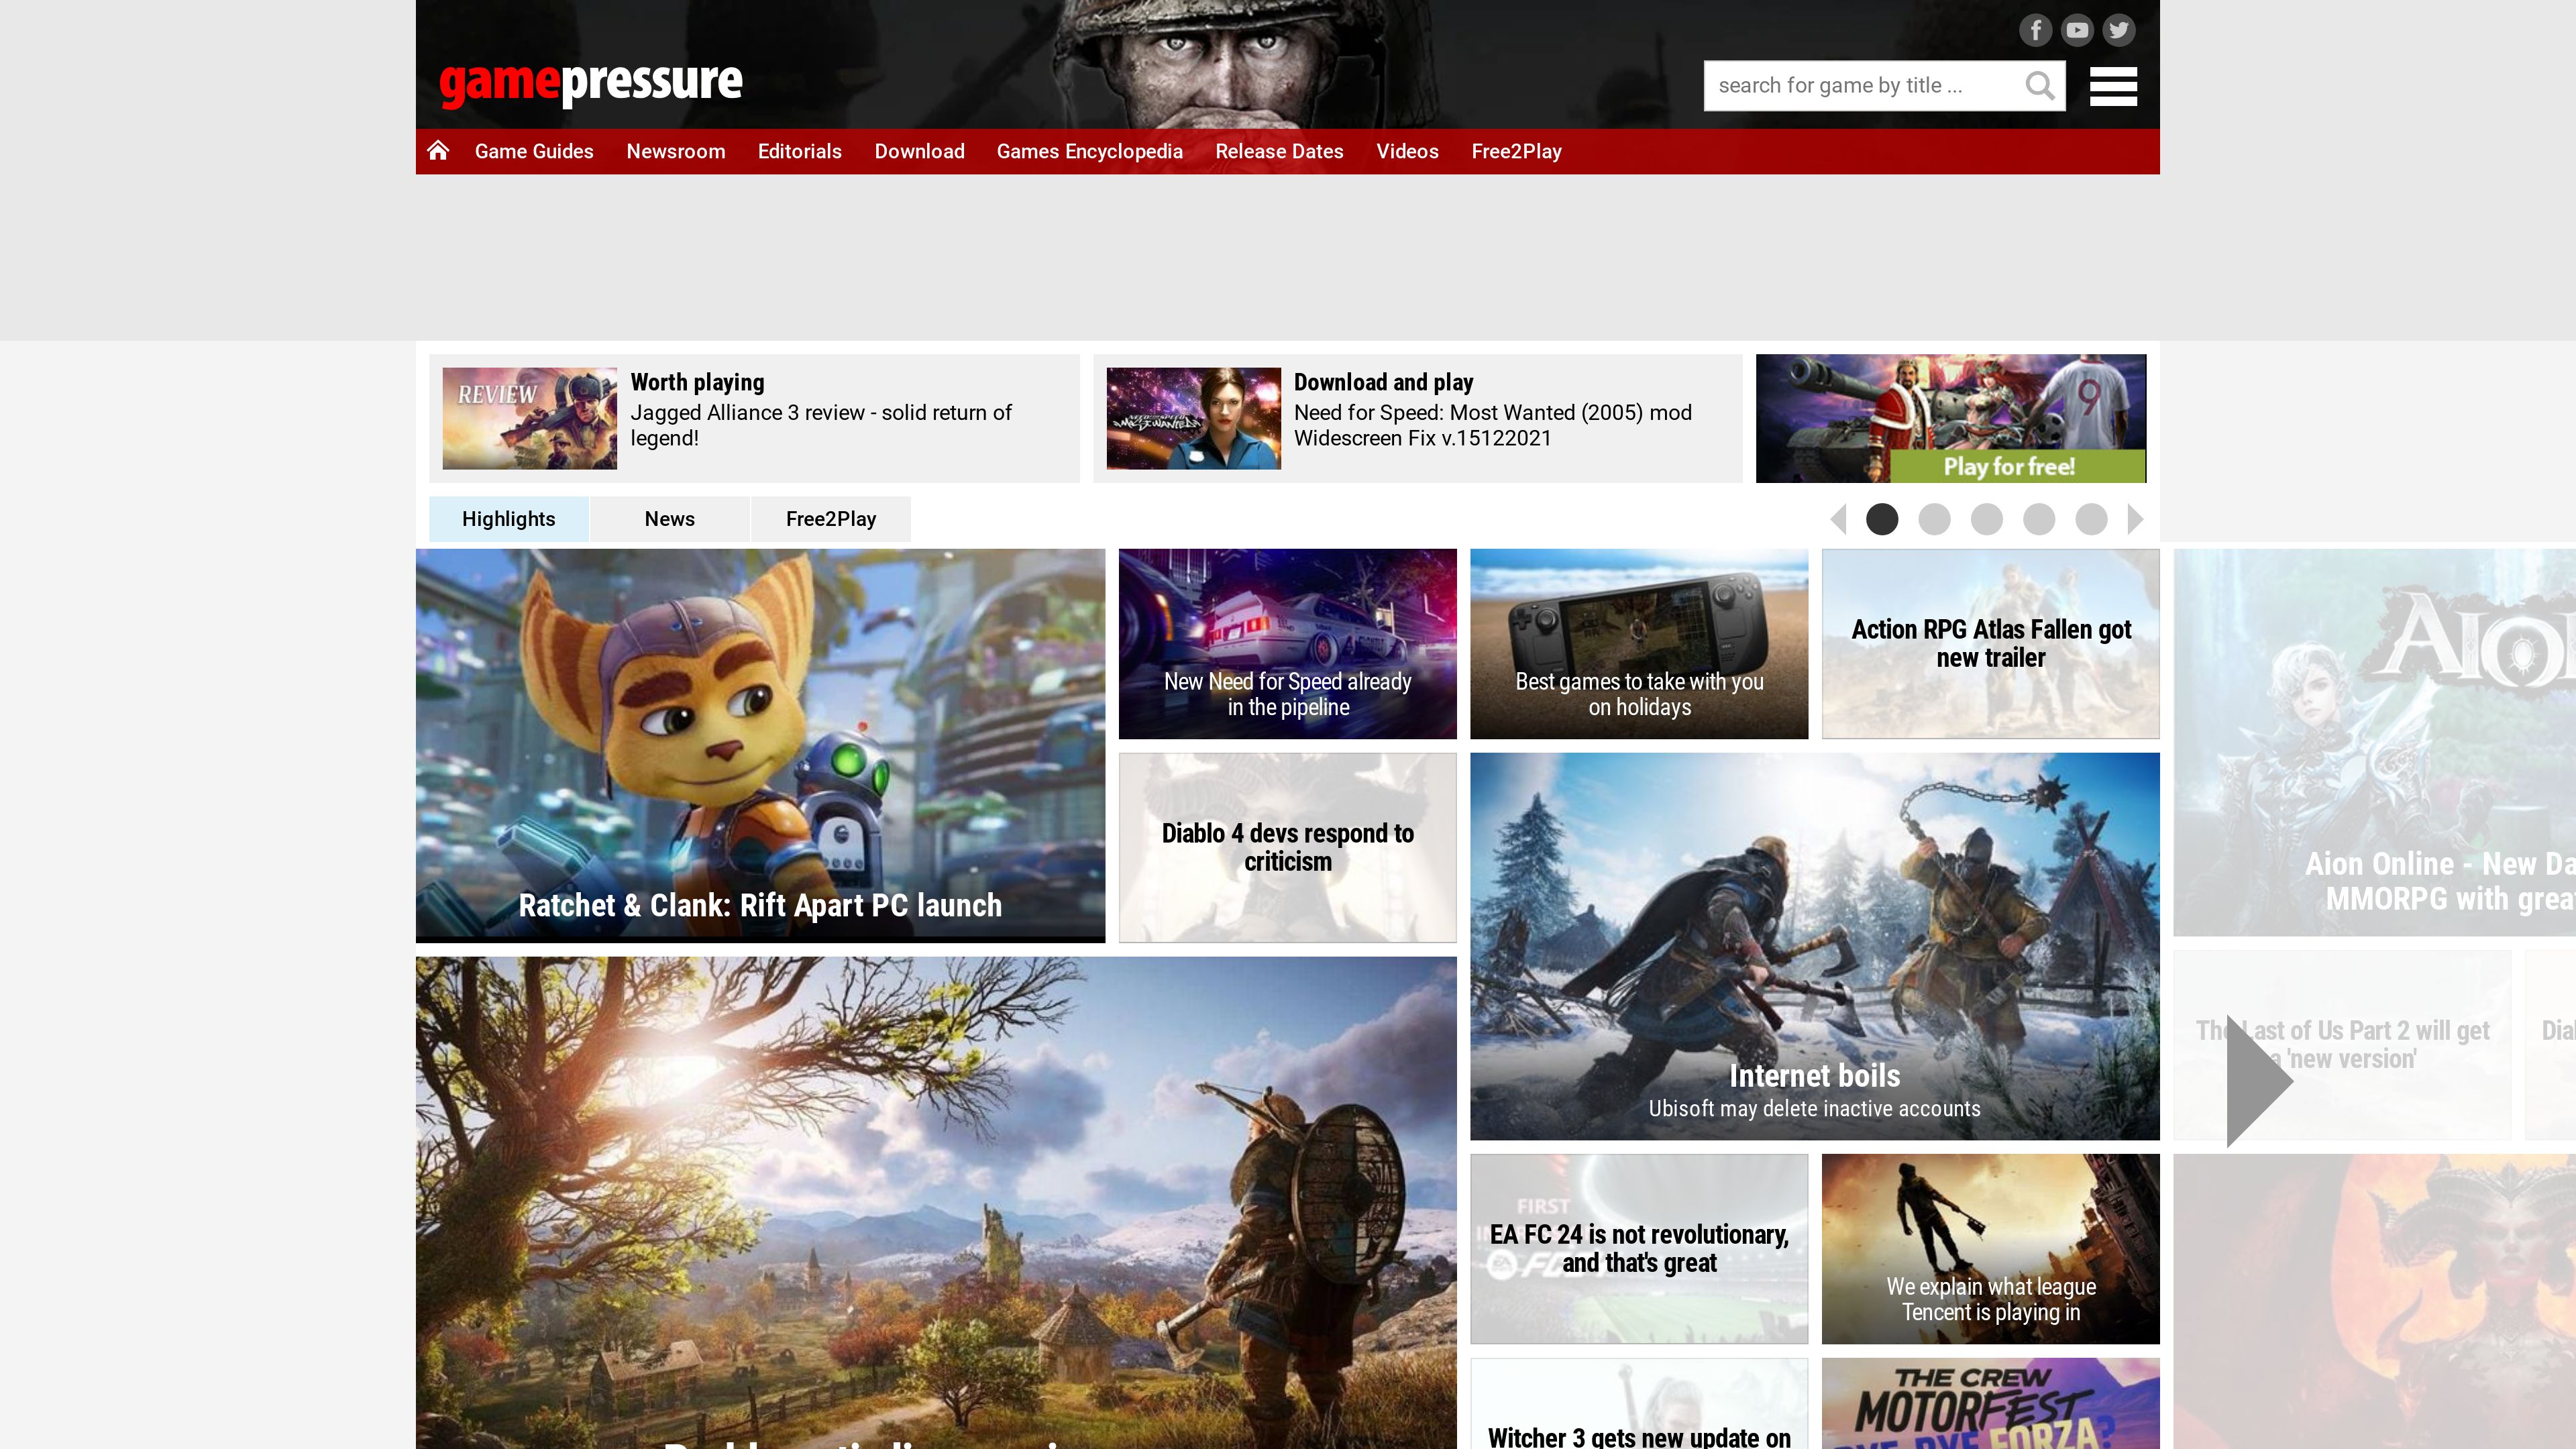 gamepressure
search for game by title ...
Game Guides
Newsroom
Editorials
Download
Games Encyclopedia
Release Dates
Videos
Free2Play
REVIEW
Worth playing
Jagged Alliance 3 review - solid return of
legend!
Download and play
Need for Speed: Most Wanted (2005) mod
Widescreen Fix v.15122021
9
Play for free!
Highlights
News
Free2Play
Ratchet & Clank: Rift Apart PC launch
New Need for Speed already
in the pipeline
Best games to take with you
on holidays
Action RPG Atlas Fallen got
new trailer
Diablo 4 devs respond to
criticism
Internet boils
Ubisoft may delete inactive accounts
Aion Online - New Da
MMORPG with grea
The Last of Us Part 2 will get
a 'new version'
FIRST
EA FC 24 is not revolutionary,
and that's great
We explain what league
Tencent is playing in
Witcher 3 gets new update on
THE CREW
MOTORFEST
BYE BYE FORZA?